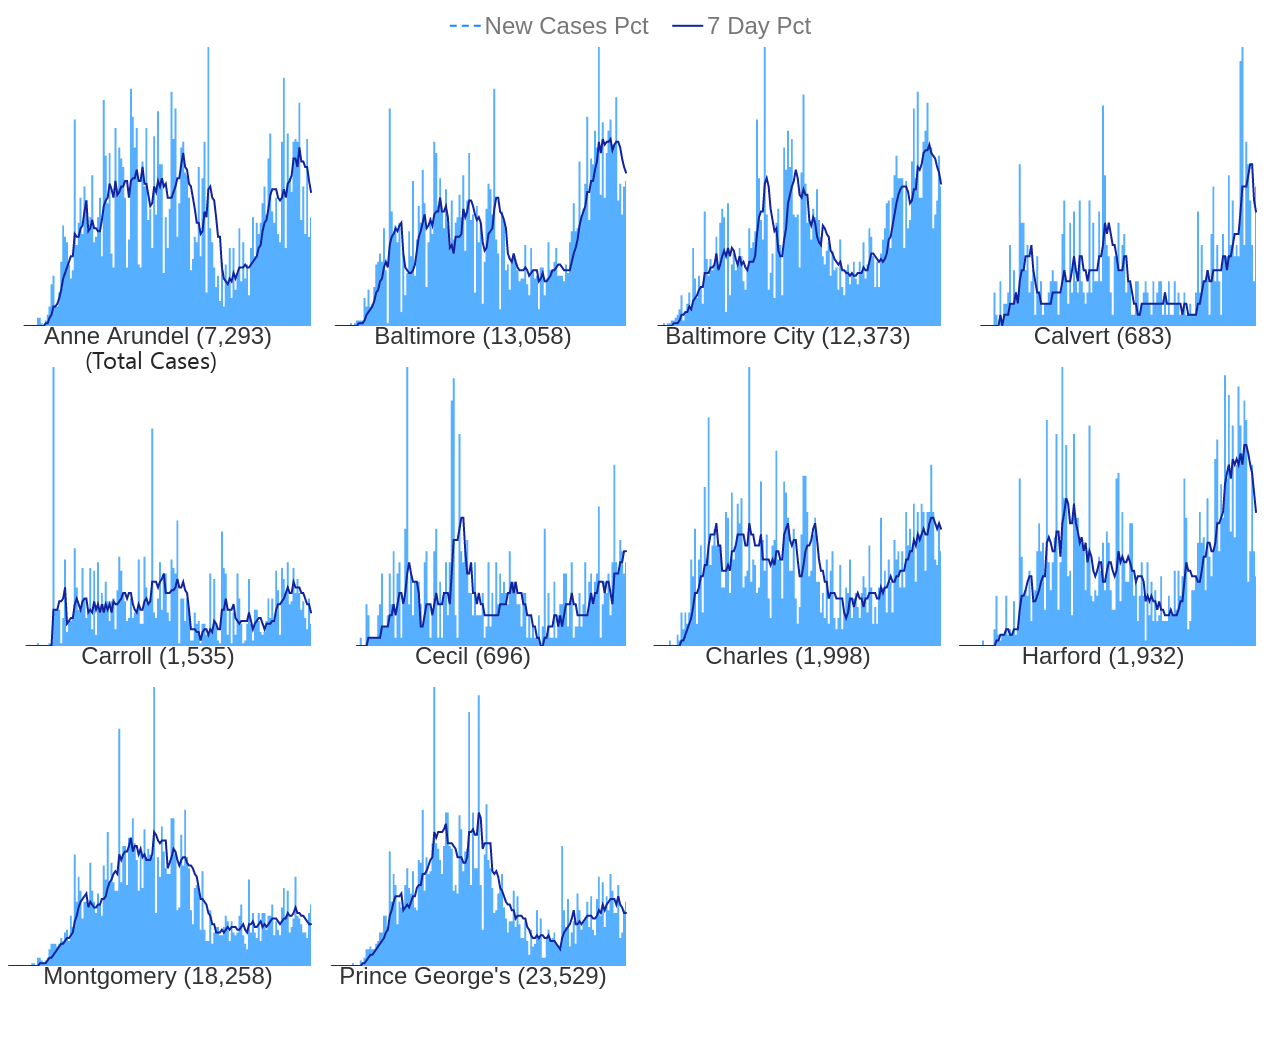 New Cases Pct 7 Day Pct
Anne Arundel (7,293) Baltimore (13,058) Baltimore City (12,373) Calvert (683)
(Total Cases)
Carroll (1,535) Cecil (696) Charles (1,998) Harford (1,932)
Montgomery (18,258) Prince George's (23,529)